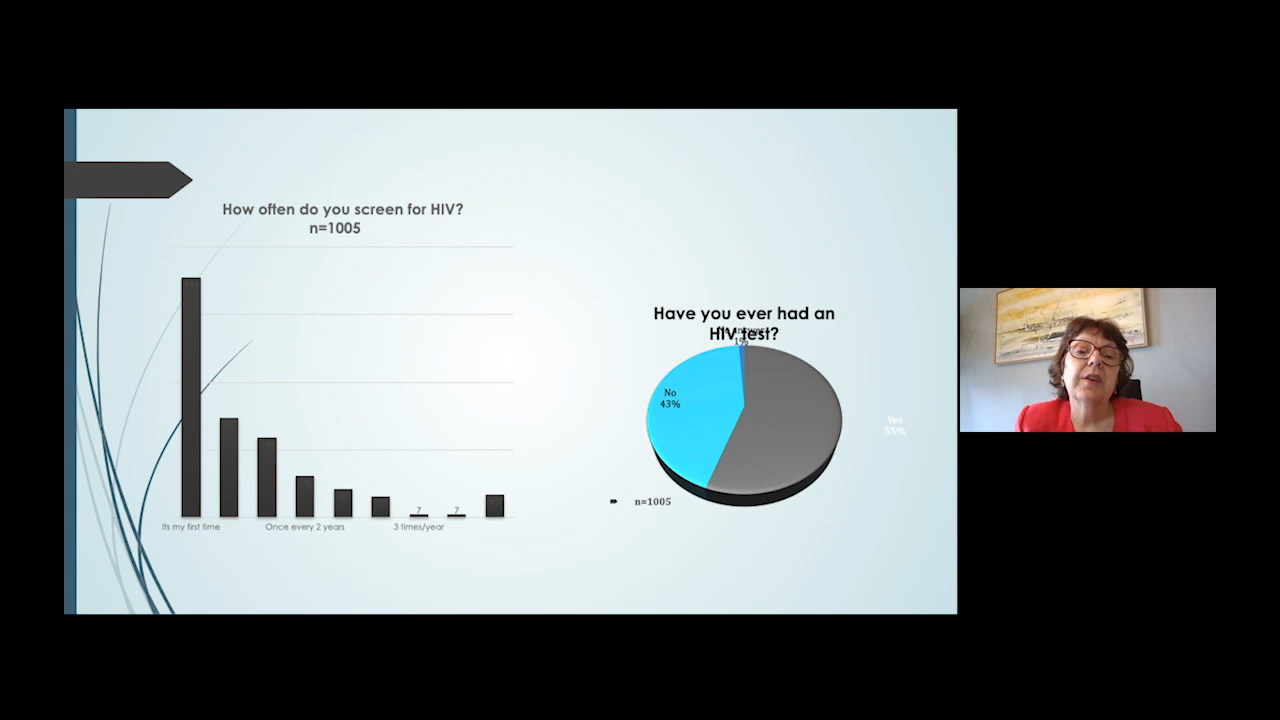 How often do you screen for HIV?
n=1005
7
7
Its my first time
Once every 2 years
3 times/year
Have you ever had an
HIV test?
1%
No
43%
Yes
55%
n=1005